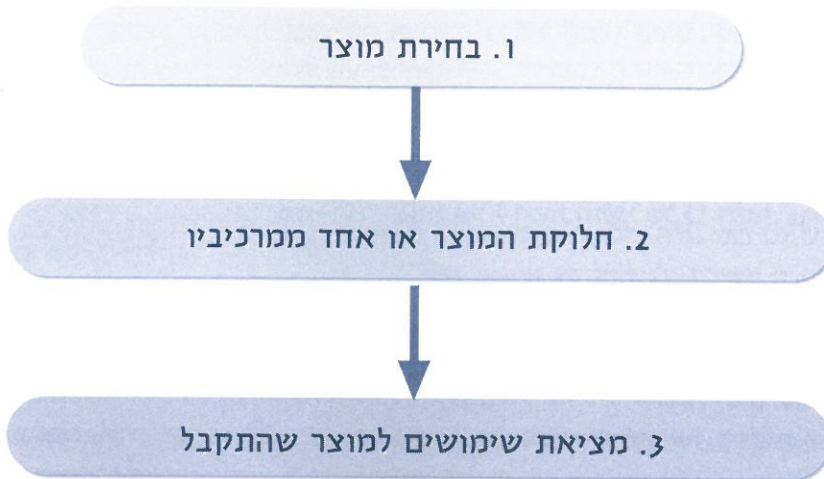 1. בחירת מוצר
2. חלוקת המוצר או אחד ממרכיביו
3. מציאת שימושים למוצר שהתקבל